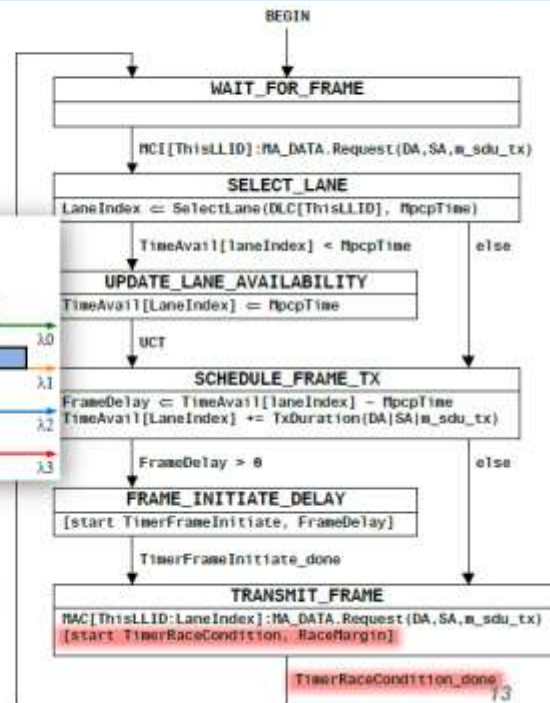 BEGIN
WAIT_FOR_FRAME
MCI[ThisLLID]:MA_DATA.Request(DA,SA,m_sdu_tx)
SELECT_LANE
LaneIndex ⇐ SelectLane(DLC[ThisLLID], MpcpTime)
TimeAvail[laneIndex] < MpcpTime
else
UPDATE_LANE_AVAILABILITY
TimeAvail[LaneIndex] ⇐ MpcpTime
λ0
UCT
λ1
SCHEDULE_FRAME_TX
FrameDelay ⇐ TimeAvail[laneIndex] - MpcpTime
λ2
TimeAvail[LaneIndex] += TxDuration(DA|SA|m_sdu_tx)
λ3
FrameDelay > 0
else
FRAME_INITIATE_DELAY
[start TimerFrameInitiate, FrameDelay]
TimerFrameInitiate_done
TRANSMIT_FRAME
MAC[ThisLLID:LaneIndex]:MA_DATA.Request(DA,SA,m_sdu_tx)
[start TimerRaceCondition, RaceMargin]
TimerRaceCondition_done
13